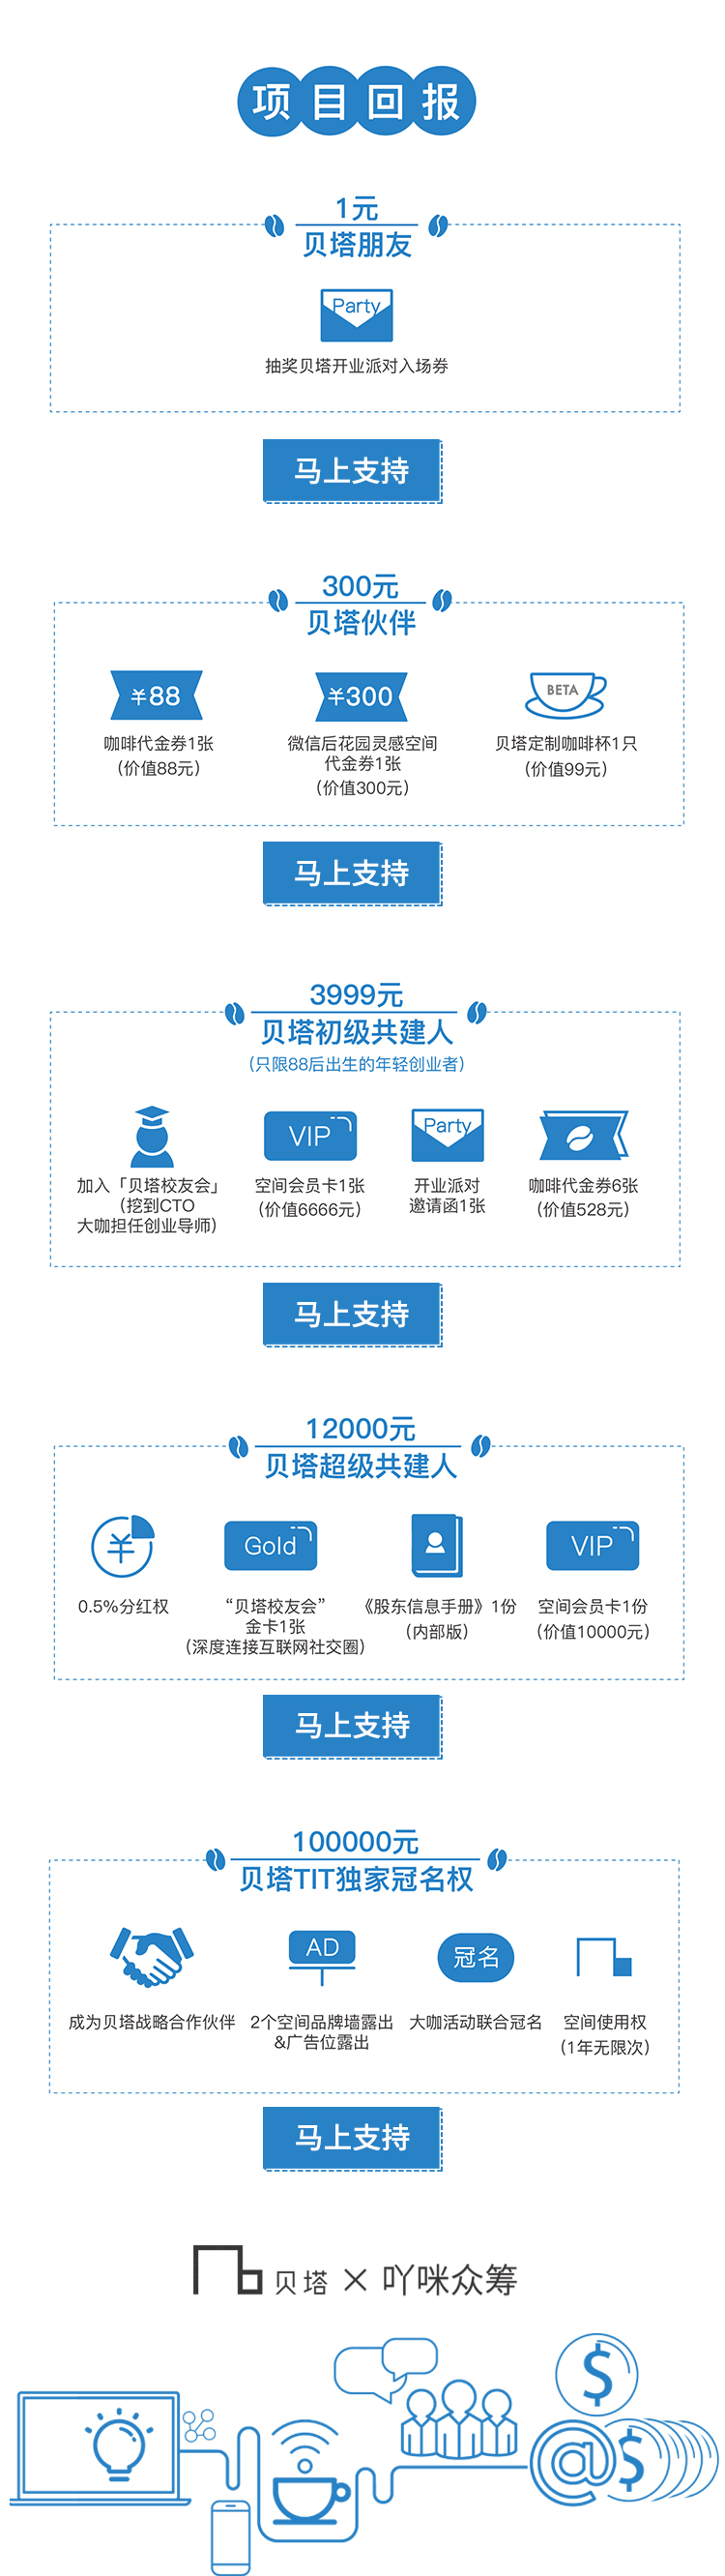 项目回报
1元
贝塔朋友
Party
抽奖贝塔开业派对入场券
马上支持
300元
贝塔伙伴
¥88
¥300
BETA
咖啡代金券1张
(价值88元)
微信后花园灵感空间
代金券1张
(价值300元)
贝塔定制咖啡杯1只
(价值99元)
马上支持
3999元
贝塔初级共建人
(只限88后出生的年轻创业者)
VIP
Party
加入「贝塔校友会」
(挖到CTO
大咖担任创业导师)
空间会员卡1张
(价值6666元)
开业派对
邀请函1张
咖啡代金券6张
(价值528元)
马上支持
12000元
贝塔超级共建人
¥
Gold
VIP
0.5%分红权
“贝塔校友会”
金卡1张
(深度连接互联网社交圈)
《股东信息手册》1份
(内部版)
空间会员卡1份
(价值10000元)
马上支持
100000元
贝塔TIT独家冠名权
AD
冠名
成为贝塔战略合作伙伴
2个空间品牌墙露出
&广告位露出
大咖活动联合冠名
空间使用权
(1年无限次)
马上支持
贝塔 × 吖咪众筹
$
@
$